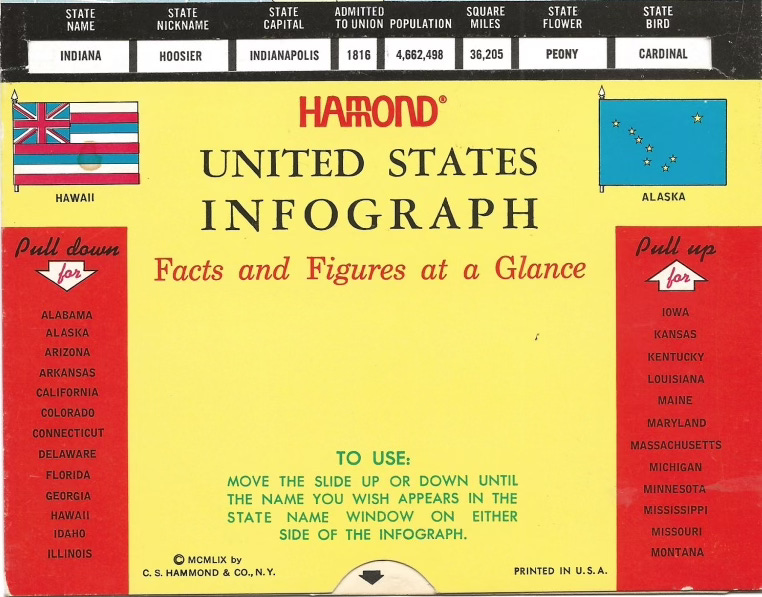 STATE NAME
STATE NICKNAME
STATE CAPITAL
ADMITTED TO UNION
POPULATION
SQUARE MILES
STATE FLOWER
STATE BIRD
INDIANA HOOSIER INDIANAPOLIS 1816 4,662,498 36,205 PEONY CARDINAL
HAMMOND®
UNITED STATES
INFOGRAPH
Facts and Figures at a Glance
HAWAII
ALASKA
Pull down
for
ALABAMA
ALASKA
ARIZONA
ARKANSAS
CALIFORNIA
COLORADO
CONNECTICUT
DELAWARE
FLORIDA
GEORGIA
HAWAII
IDAHO
ILLINOIS
Pull up
for
IOWA
KANSAS
KENTUCKY
LOUISIANA
MAINE
MARYLAND
MASSACHUSETTS
MICHIGAN
MINNESOTA
MISSISSIPPI
MISSOURI
MONTANA
TO USE:
MOVE THE SLIDE UP OR DOWN UNTIL
THE NAME YOU WISH APPEARS IN THE
STATE NAME WINDOW ON EITHER
SIDE OF THE INFOGRAPH.
© MCMLIX by
C. S. HAMMOND & CO., N. Y.
PRINTED IN U. S. A.